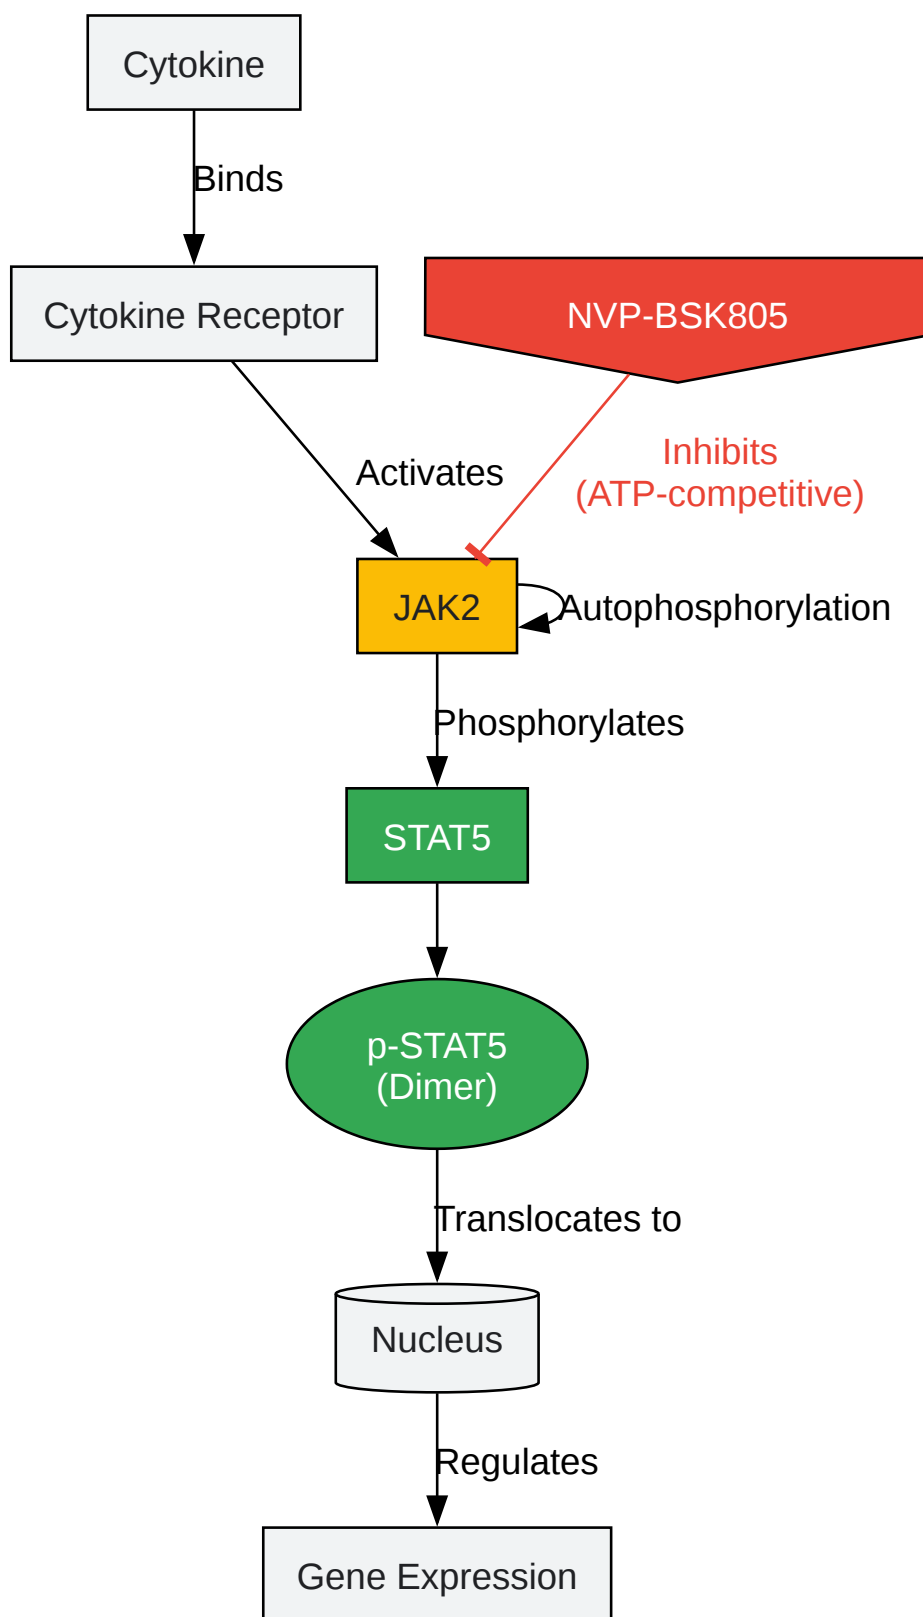 Cytokine
Binds
Cytokine Receptor
NVP-BSK805
Activates
Inhibits
(ATP-competitive)
JAK2
Autophosphorylation
Phosphorylates
STAT5
p-STAT5
(Dimer)
Translocates to
Nucleus
Regulates
Gene Expression